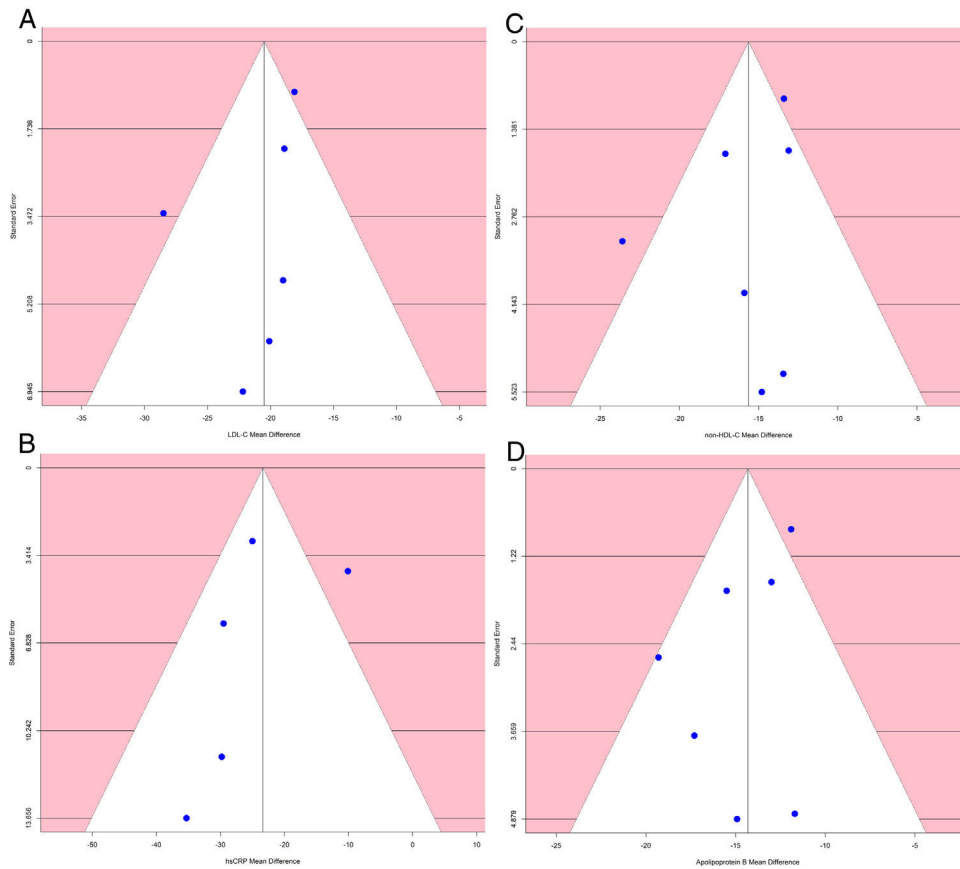 A
0
1.736
3.472
5.208
6.945
Standard Error
-35 -30 -25 -20 -15 -10 -5
LDL-C Mean Difference
B
0
3.414
6.828
10.242
13.656
Standard Error
-50 -40 -30 -20 -10 0 10
hsCRP Mean Difference
C
0
1.381
2.762
4.143
5.523
Standard Error
-25 -20 -15 -10 -5
non-HDL-C Mean Difference
D
0
1.22
2.44
3.659
4.879
Standard Error
-25 -20 -15 -10 -5
Apolipoprotein B Mean Difference